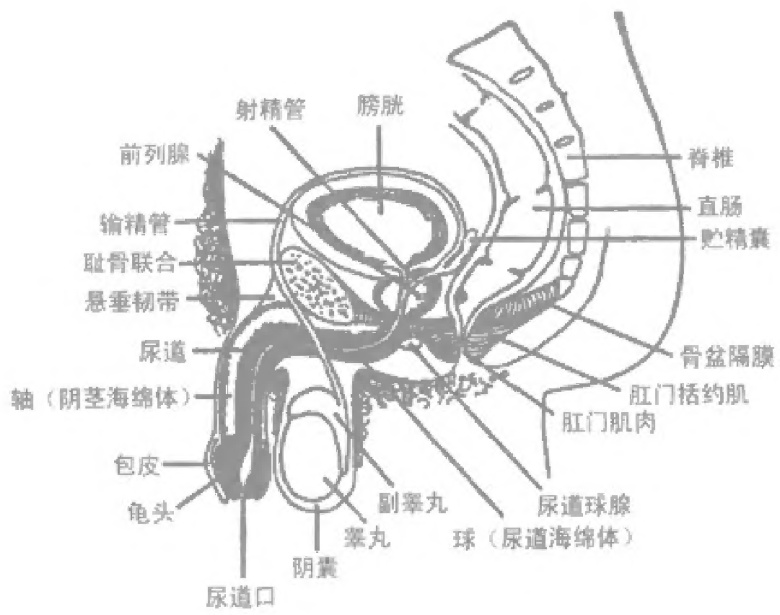 射精管
膀胱
前列腺
脊椎
输精管
直肠
贮精囊
耻骨联合
悬垂韧带
尿道
骨盆隔膜
轴（阴茎海绵体）
肛门括约肌
肛门肌肉
包皮
副睾丸
尿道球腺
龟头
睾丸
球（尿道海绵体）
阴囊
尿道口